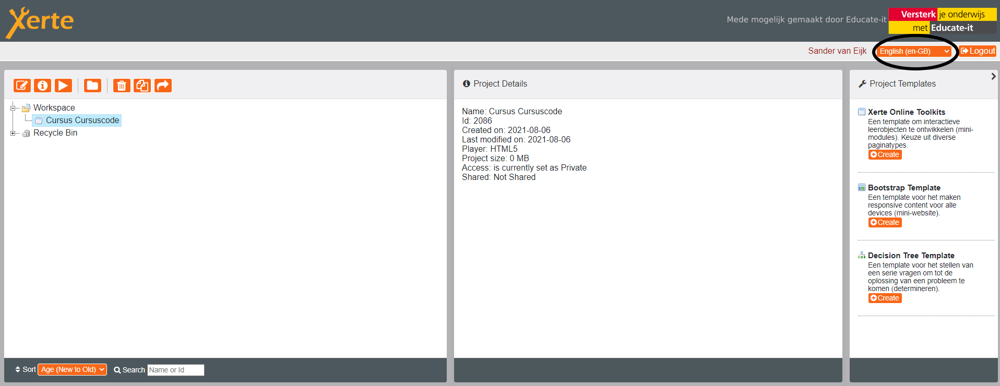 Xerte
Mede mogelijk gemaakt door Educate-it
Versterk je onderwijs
met Educate-it
Sander van Eijk
English (en-GB)
Logout
Workspace
Cursus Cursuscode
Recycle Bin
Sort Age (New to Old) Search Name or Id
Project Details
Name: Cursus Cursuscode
Id: 2086
Created on: 2021-08-06
Last modified on: 2021-08-06
Player: HTML5
Project size: 0 MB
Access: is currently set as Private
Shared: Not Shared
Project Templates
Xerte Online Toolkits
Een template om interactieve
leerobjecten te ontwikkelen (mini-
modules). Keuze uit diverse
paginatypes.
Create
Bootstrap Template
Een template voor het maken
responsive content voor alle
devices (mini-website).
Create
Decision Tree Template
Een template voor het stellen van
een serie vragen om tot de
oplossing van een probleem te
komen (determineren).
Create